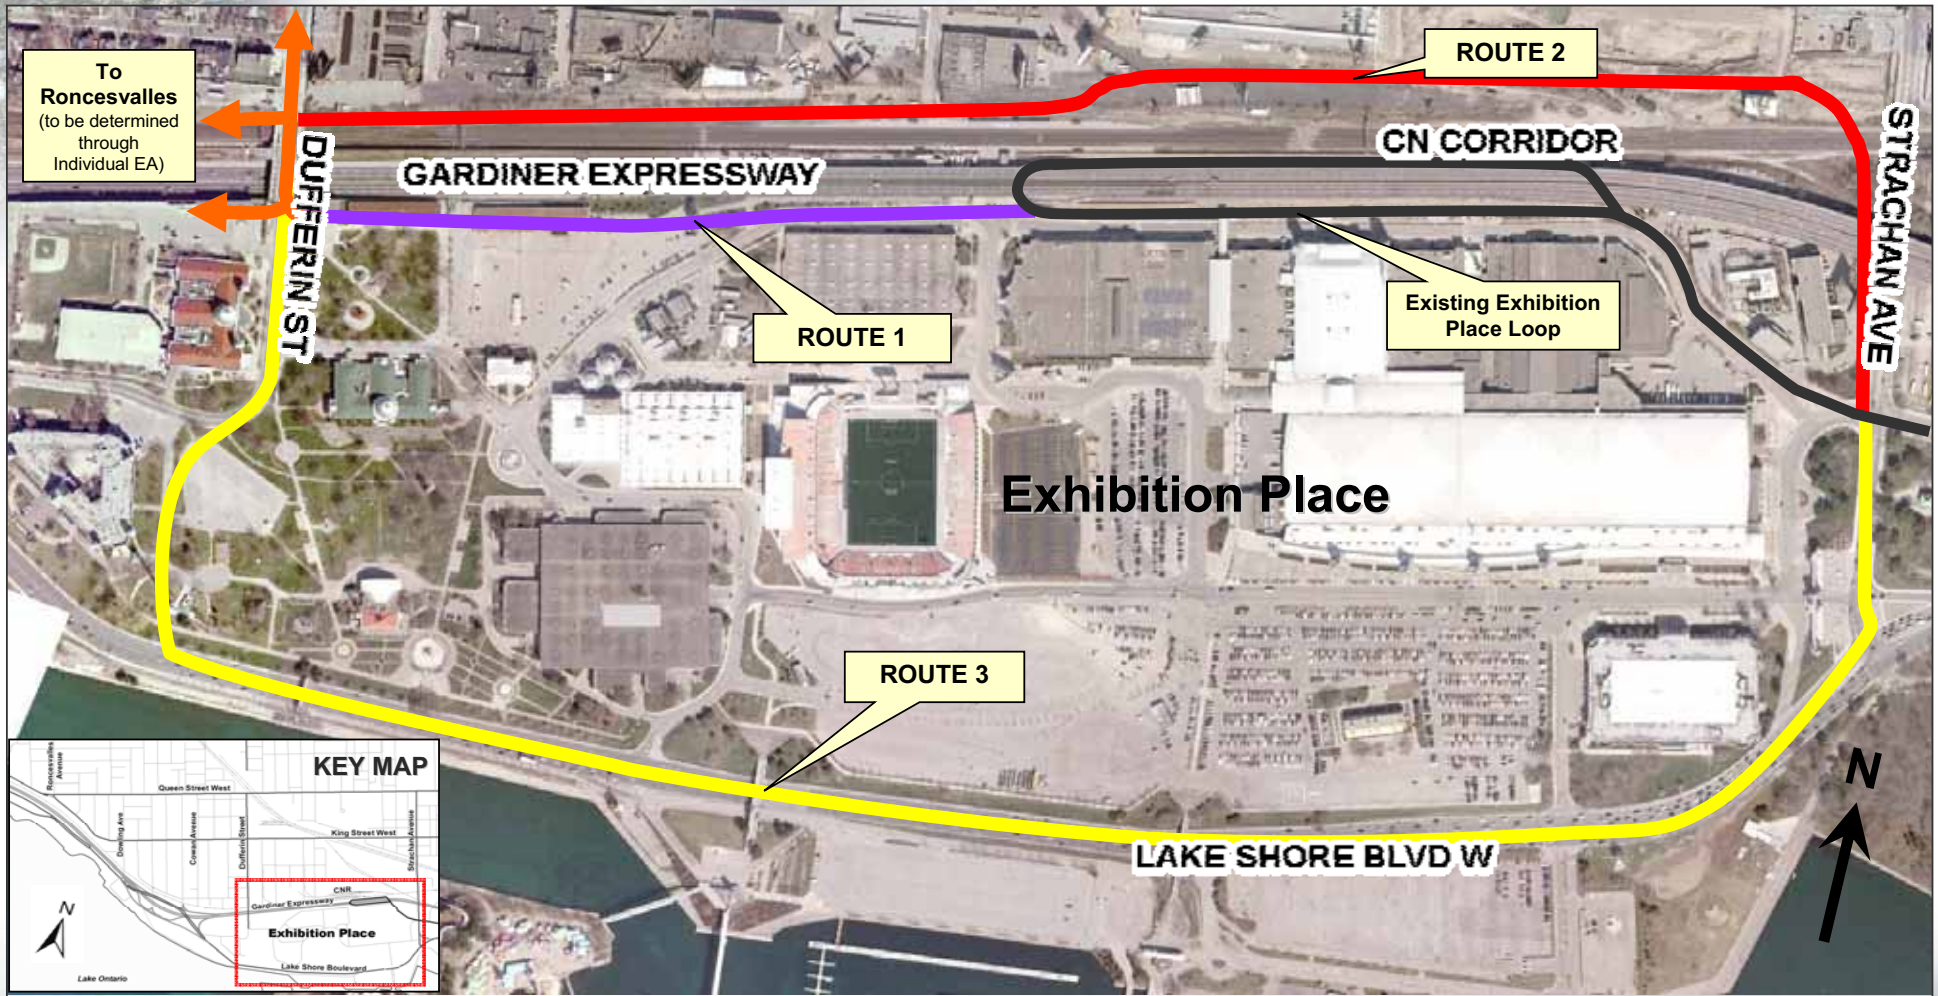 To
Roncesvalles
(to be determined
through
Individual EA)
ROUTE 2
CN CORRIDOR
STRACHAN AVE
GARDINER EXPRESSWAY
DUFFERIN ST
ROUTE 1
Existing Exhibition
Place Loop
Exhibition Place
ROUTE 3
LAKE SHORE BLVD W
N
KEY MAP
Roncesvalles
Avenue
Queen Street West
Dowling Ave
Cowan Avenue
Dufferin Street
King Street West
Strachan Avenue
CNR
Gardiner Expressway
Exhibition Place
Lake Shore Boulevard
Lake Ontario
N